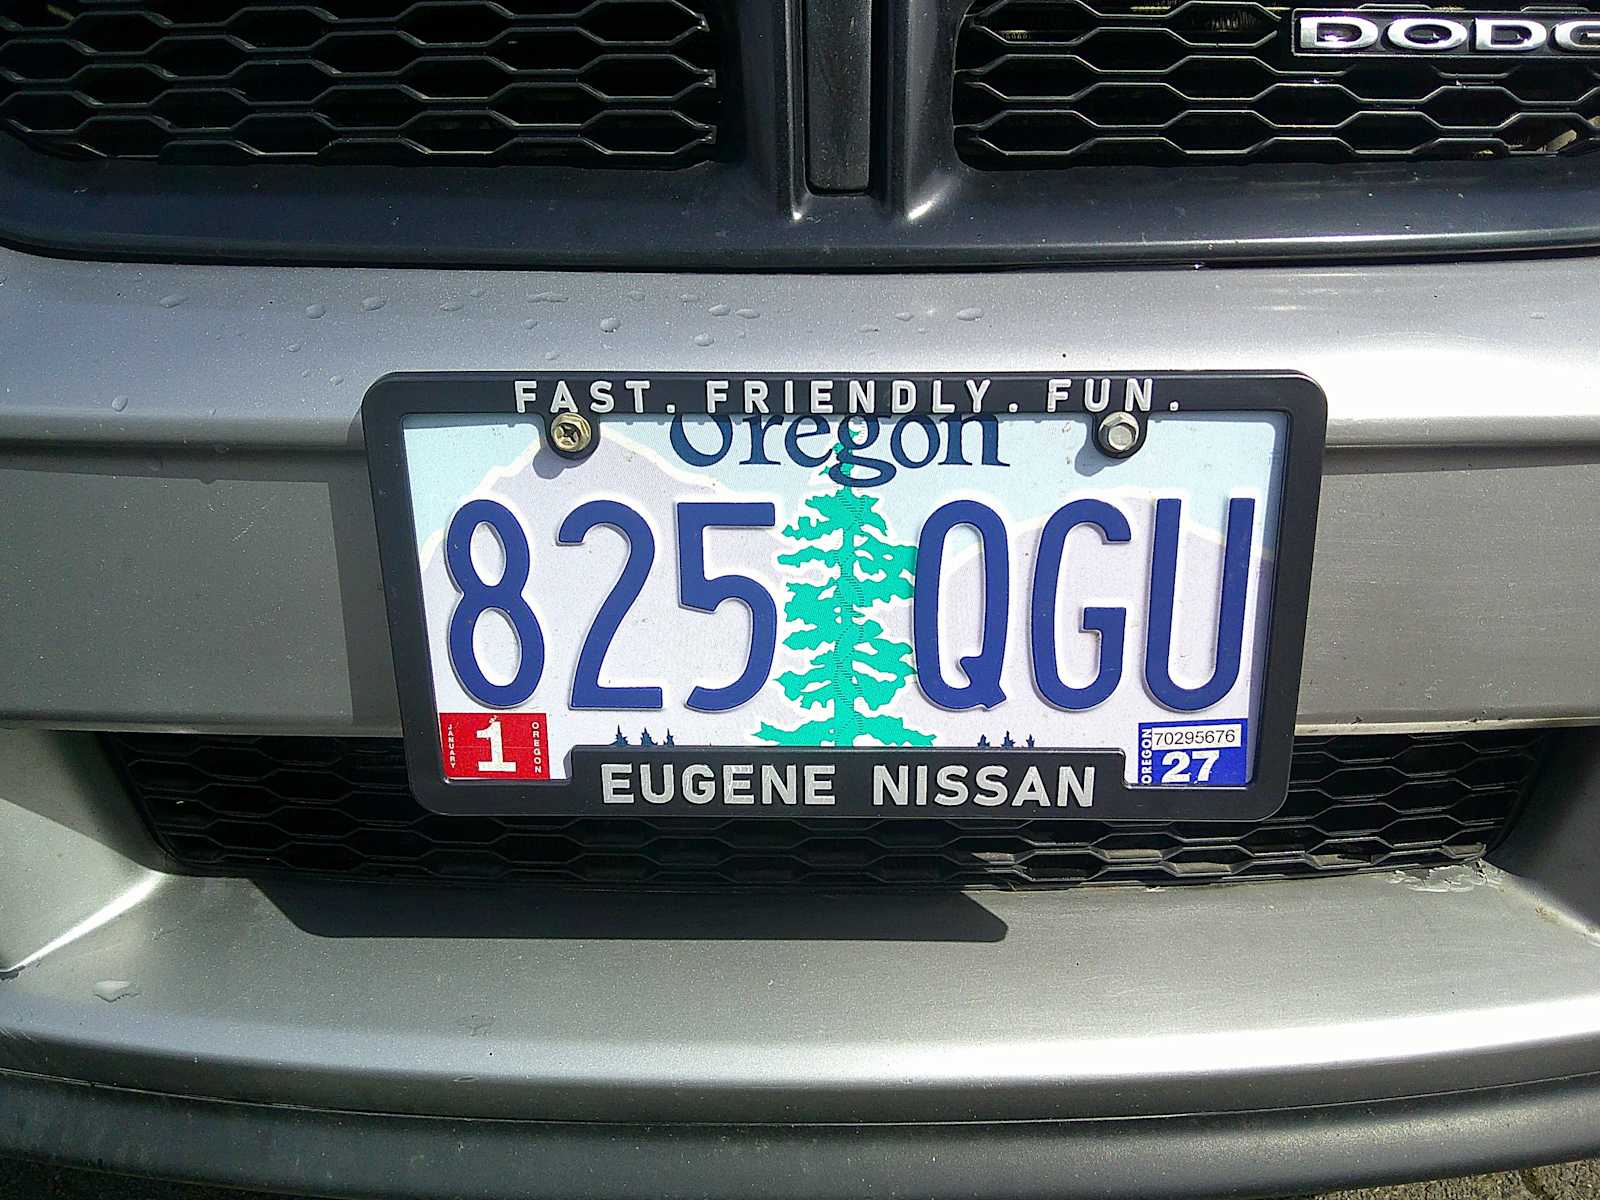 DODG
FAST. FRIENDLY. FUN.
Oregon
825 QGU
JANUARY 1 OREGON
OREGON 70295676
27
EUGENE NISSAN